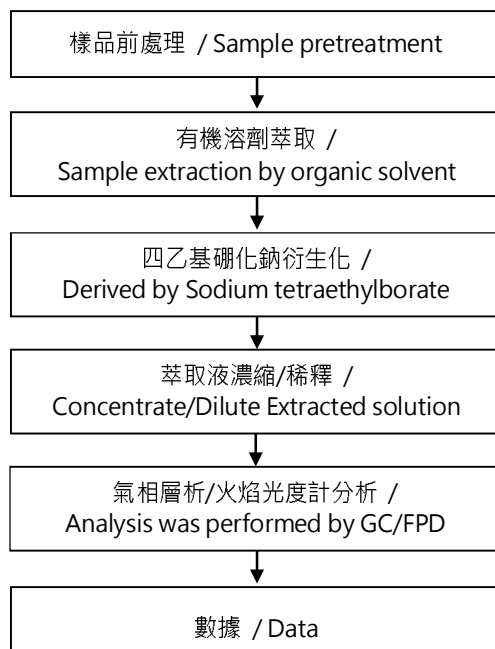 樣品前處理 / Sample pretreatment
有機溶劑萃取 /
Sample extraction by organic solvent
四乙基硼化鈉衍生化 /
Derived by Sodium tetraethylborate
萃取液濃縮/稀釋 /
Concentrate/Dilute Extracted solution
氣相層析/火焰光度計分析 /
Analysis was performed by GC/FPD
數據 / Data